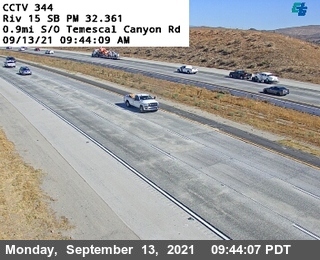 CCTV 344
Riv 15 SB PM 32.361
0.9mi S/O Temescal Canyon Rd
09/13/21 09:44:09 AM
Monday, September 13, 2021 09:44:07 PDT